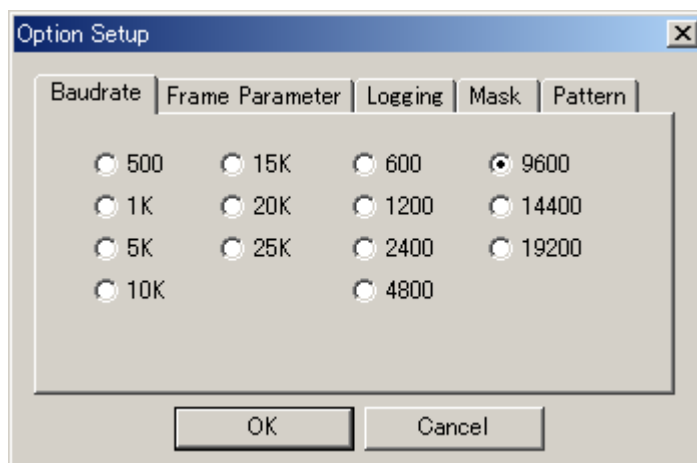 Option Setup
Baudrate Frame Parameter Logging Mask Pattern
500 15K 600 9600
1K 20K 1200 14400
5K 25K 2400 19200
10K 4800
OK Cancel